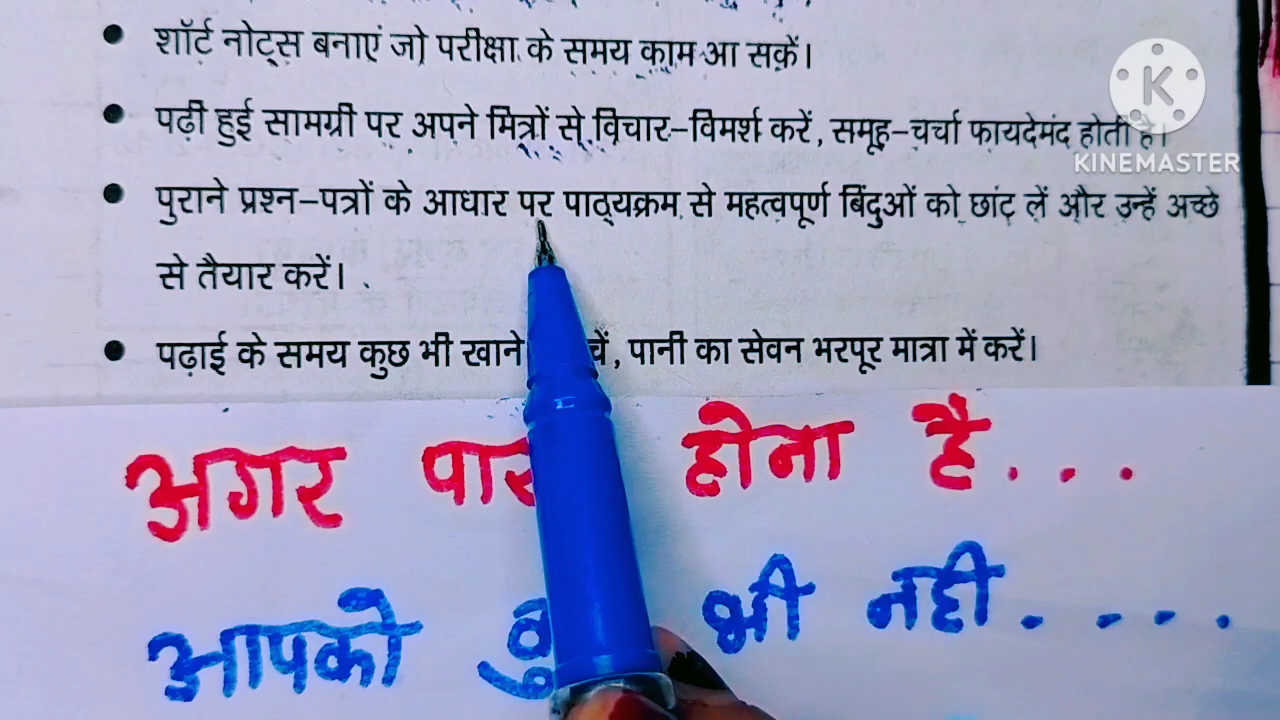 शॉर्ट नोट्स बनाएं जो परीक्षा के समय काम आ सकें।
पढ़ी हुई सामग्री पर अपने मित्रों से विचार-विमर्श करें, समूह-चर्चा फायदेमंद होती है।
पुराने प्रश्न-पत्रों के आधार पर पाठ्यक्रम से महत्वपूर्ण बिंदुओं को छांट लें और उन्हें अच्छे
से तैयार करें।
पढ़ाई के समय कुछ भी खाने पानी का सेवन भरपूर मात्रा में करें।
अगर होना है...
आपको भी नही....
K
KINEMASTER